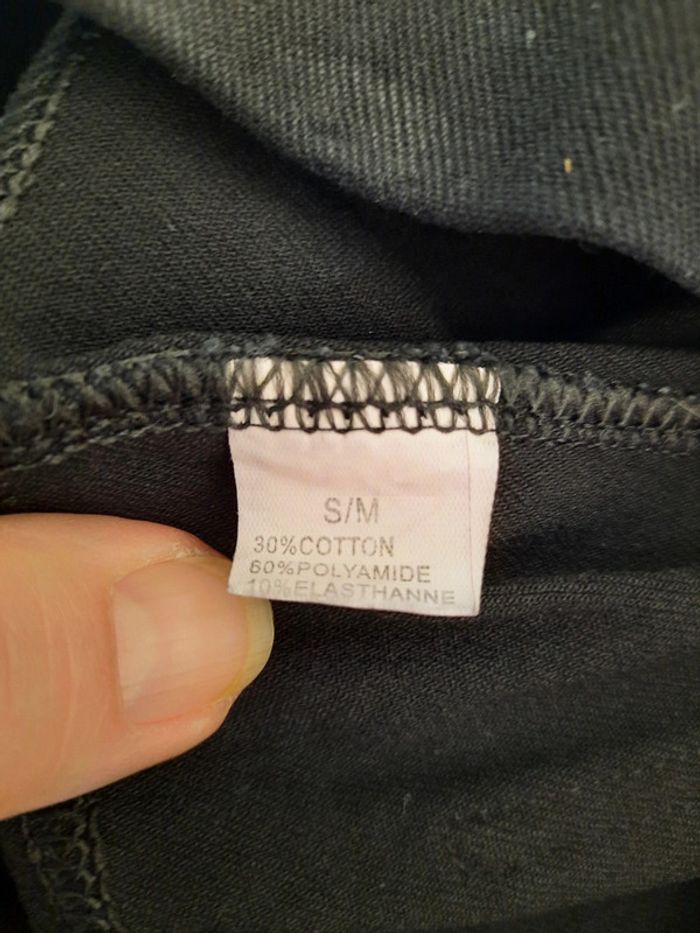 S/M
30%COTTON
60%POLYAMIDE
10%ELASTHANNE